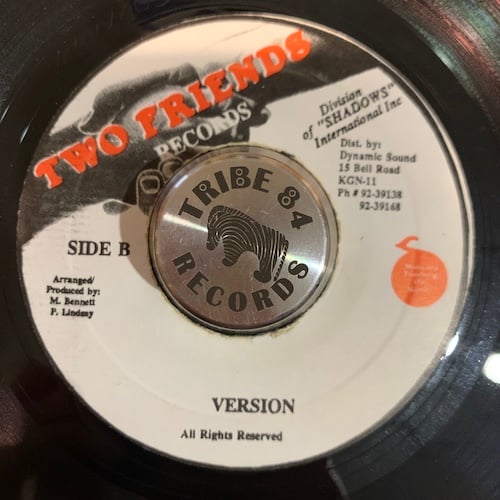 TWO FRIENDS
RECORDS
Division
of "SHADOWS"
International Inc
Dist. by:
Dynamic Sound
15 Bell Road
KGN-11
Ph # 92-39138
92-39168
TRIBE 84
RECORDS
SIDE B
Arranged/
Produced by:
M. Bennett
P. Lindsay
VERSION
All Rights Reserved